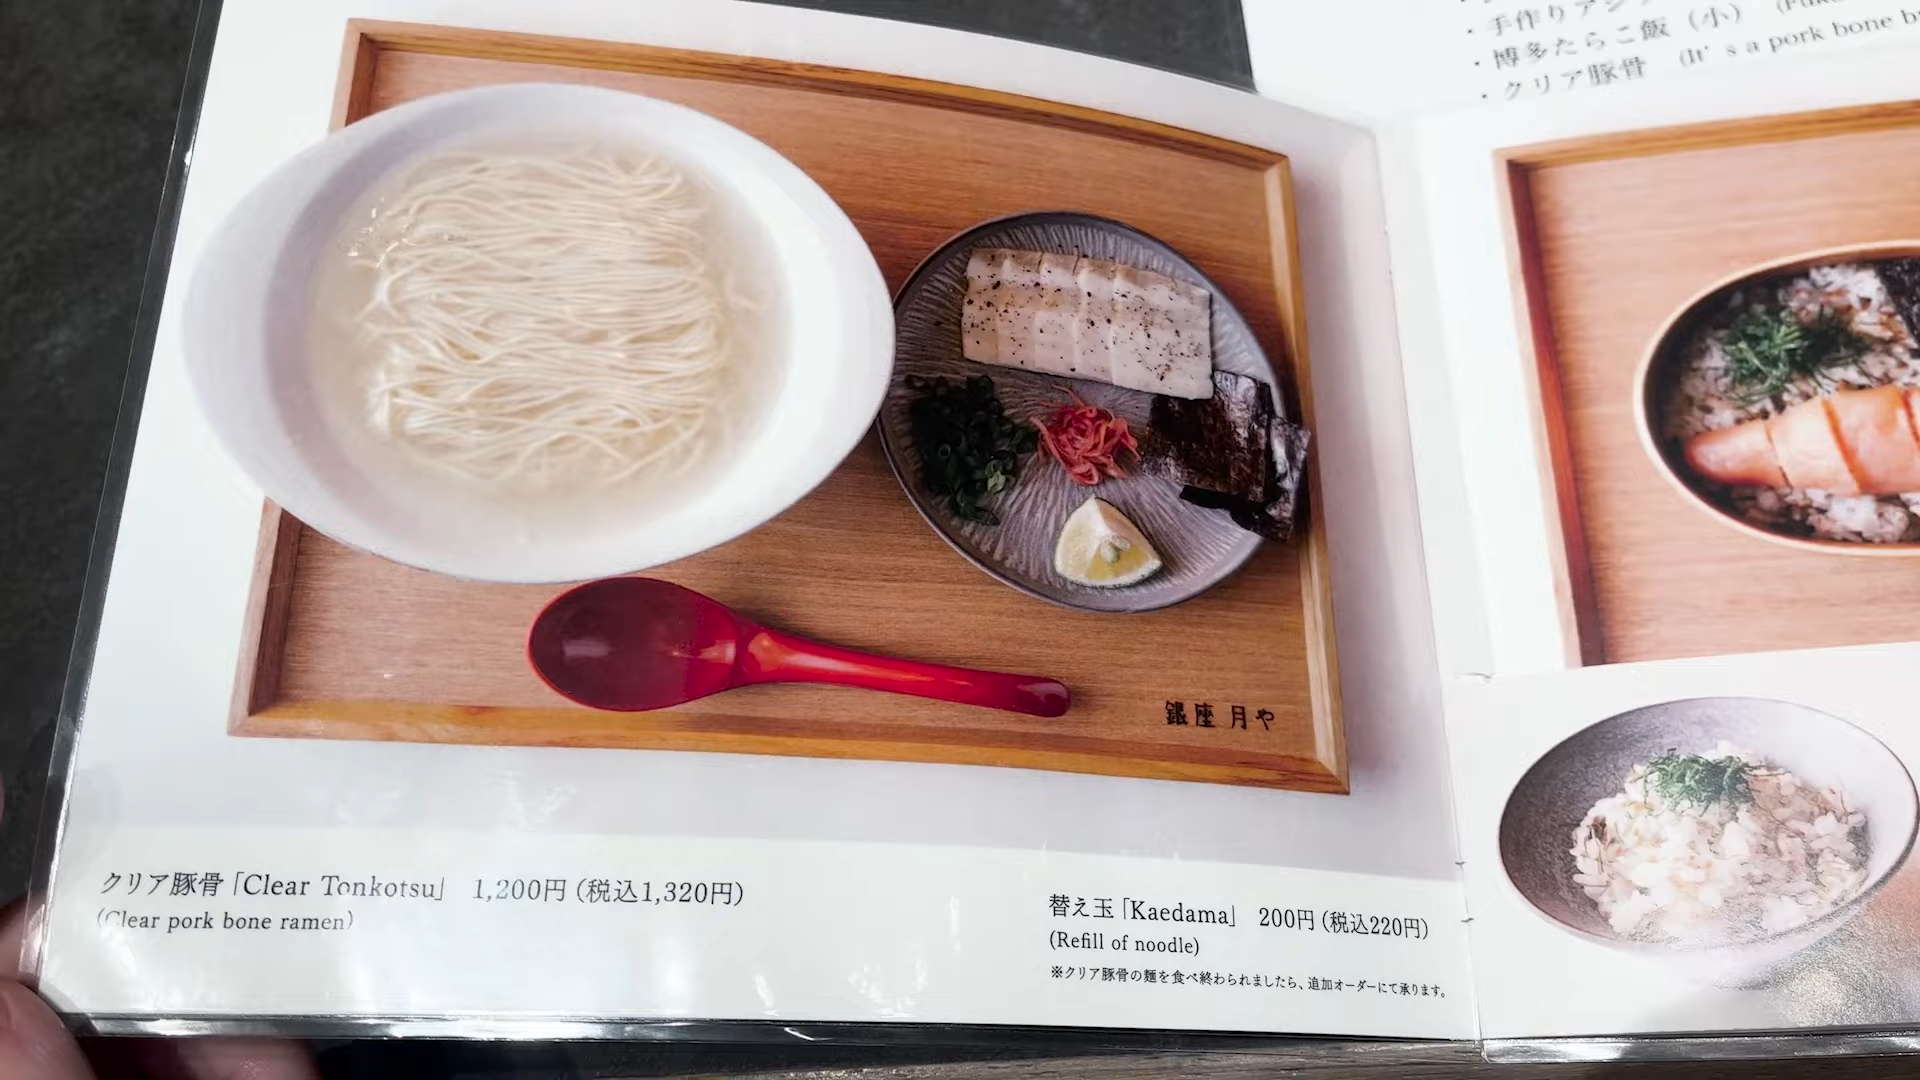 ・手作りアジ
・博多たらこ飯（小）
・クリア豚骨 (It's a pork bone
銀座 月や
クリア豚骨「Clear Tonkotsu」 1,200円（税込1,320円）
(Clear pork bone ramen)
替え玉「Kaedama」 200円（税込220円）
(Refill of noodle)
※クリア豚骨の麺を食べ終わられましたら、追加オーダーにて承ります。